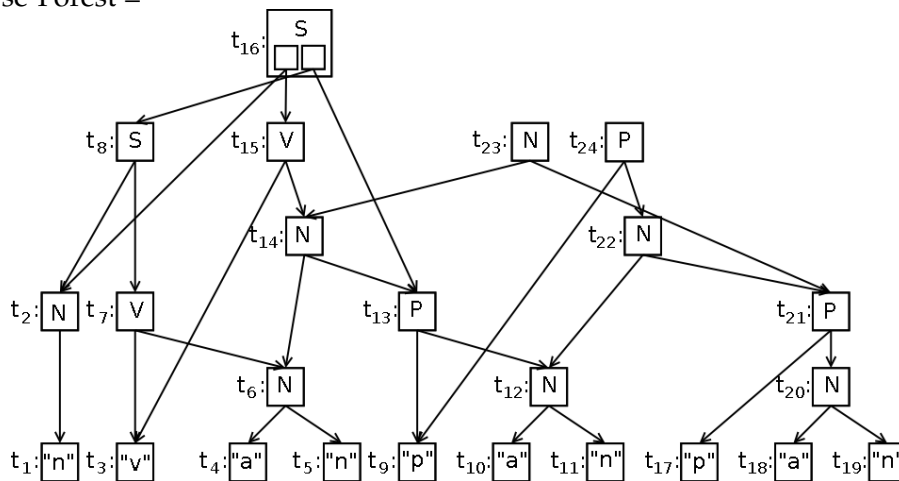 se Forest =
S
t16:
t8: S t15: V t23: N t24: P
t14: N t22: N
t2: N t7: V t13: P t21: P
t6: N t12: N t20: N
t1: "n" t3: "v" t4: "a" t5: "n" t9: "p" t10: "a" t11: "n" t17: "p" t18: "a" t19: "n"